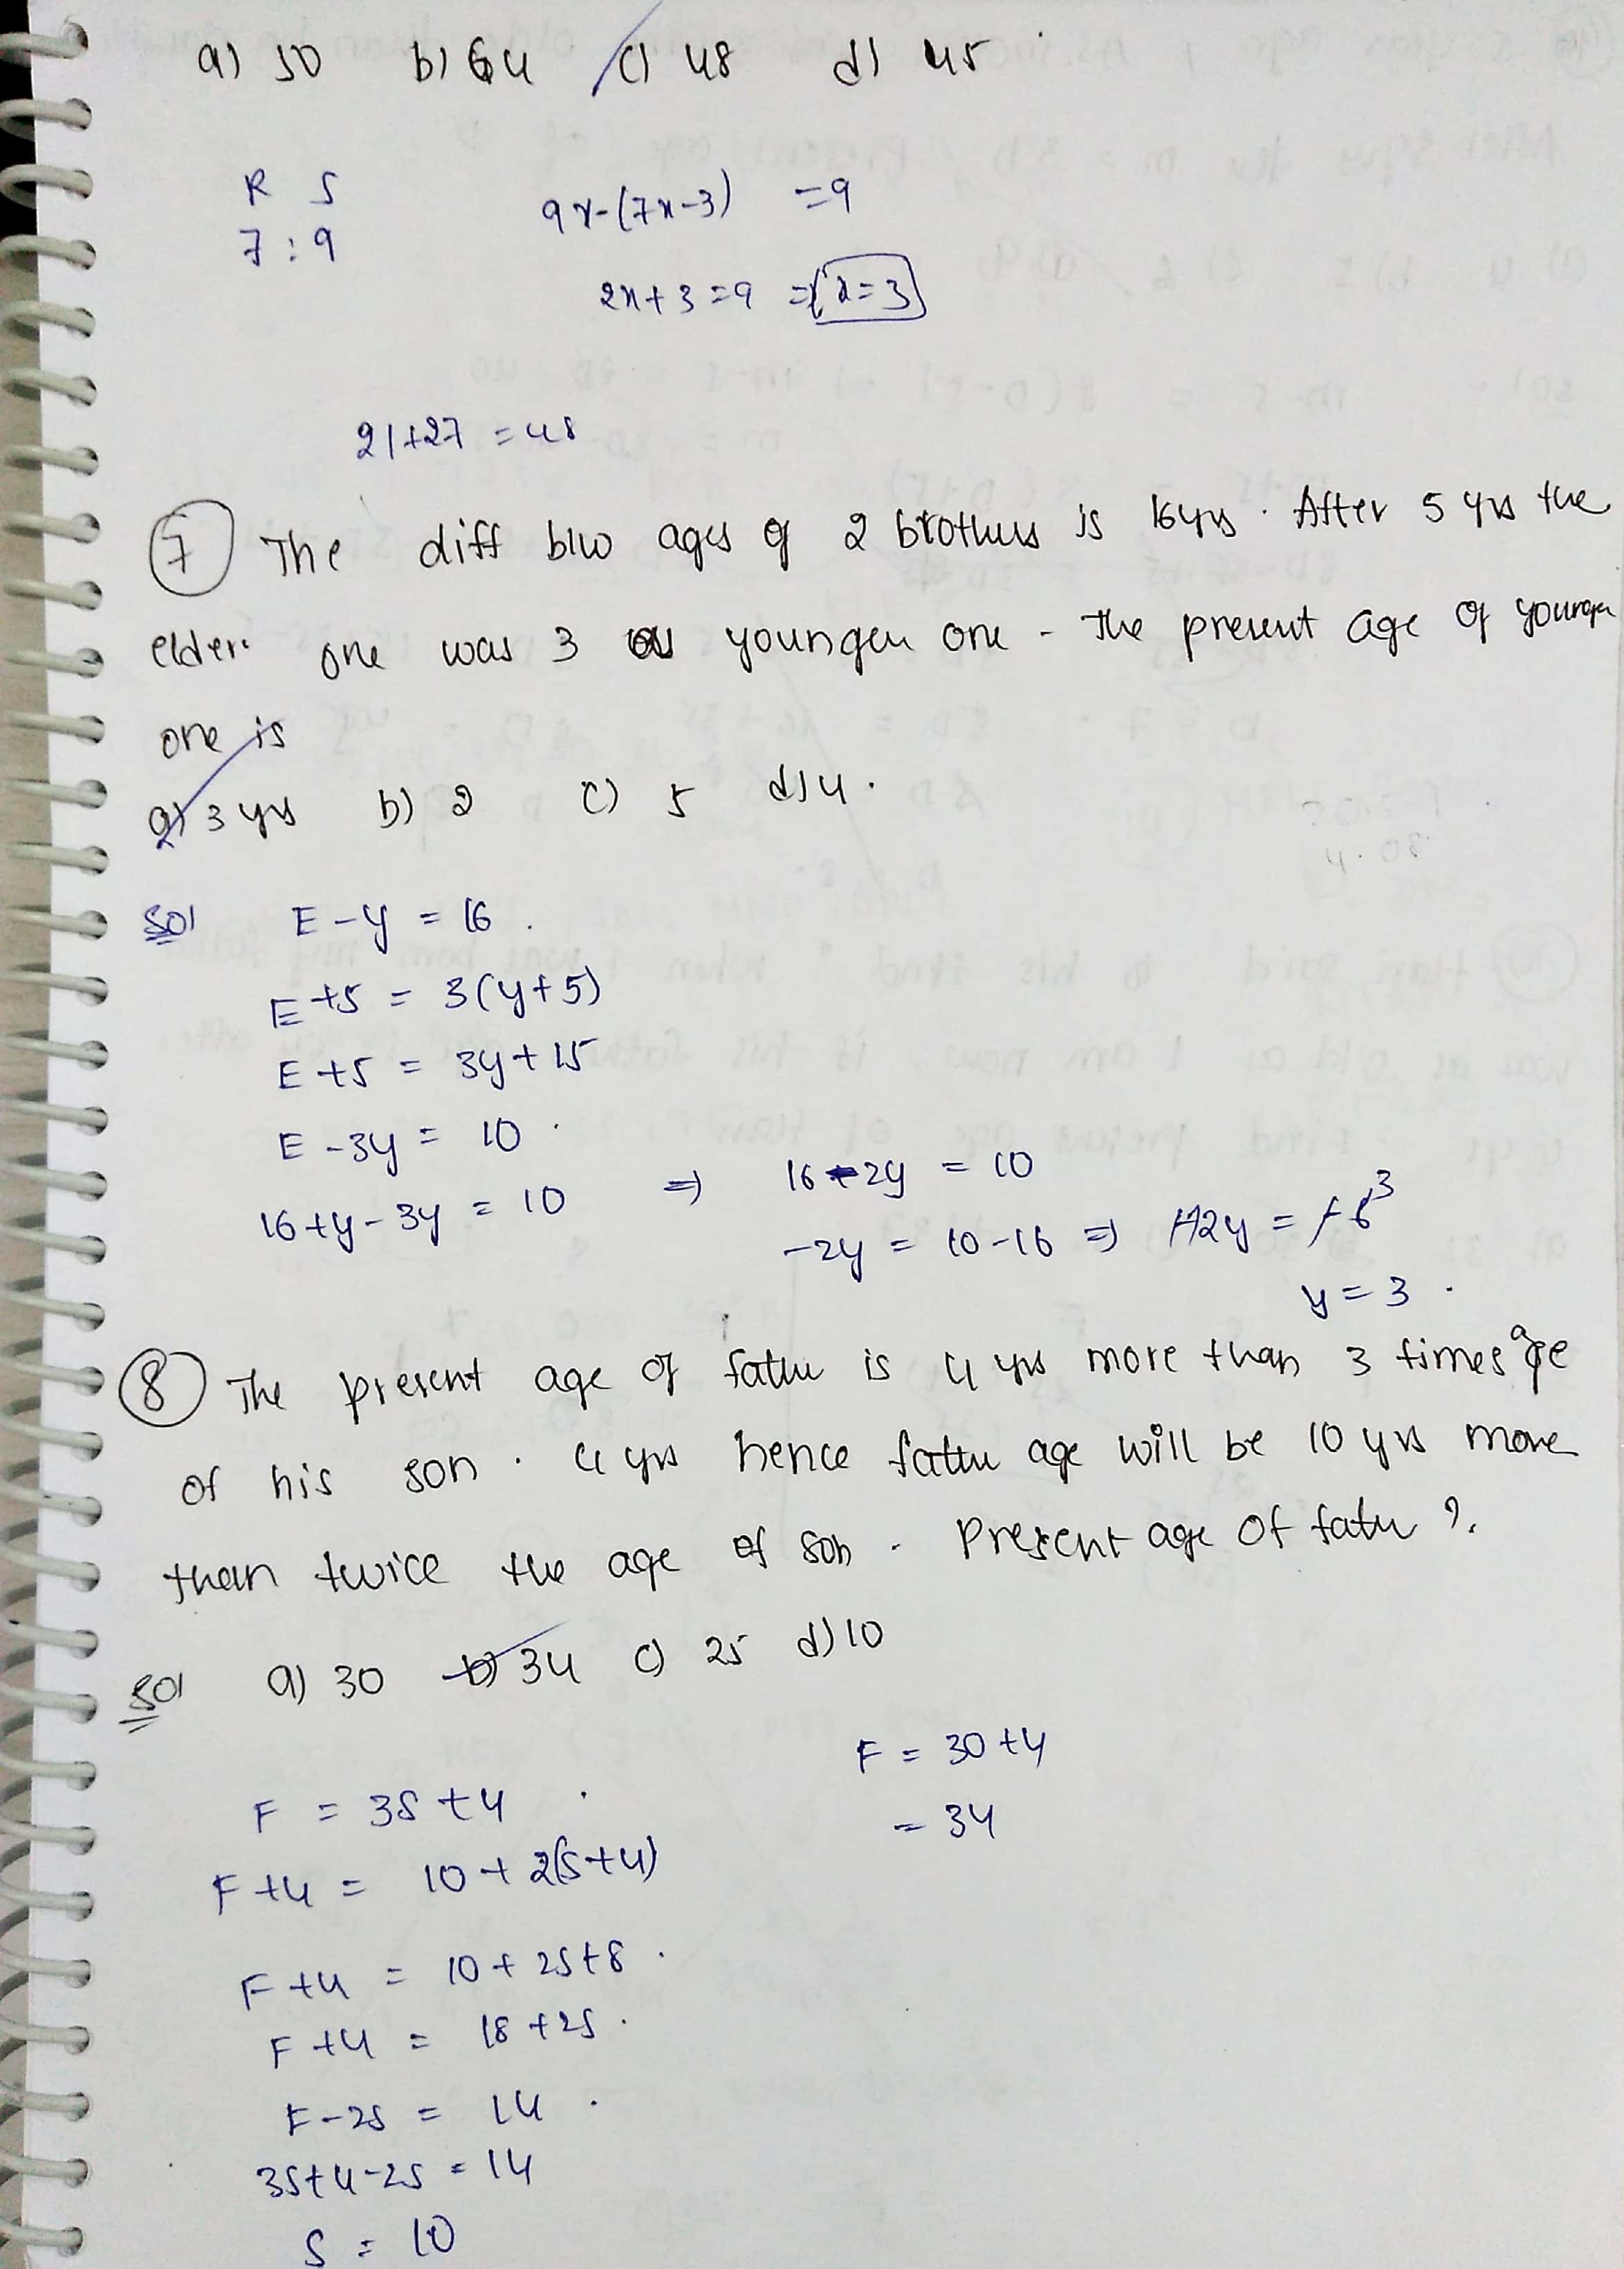 a) 50 b) 64 c) 48 d) 45
R S
7 : 9
9x-(7x-3) =9
2x+3=9 => x=3
21+27 = 48
7 The diff b/w ages of 2 brothers is 16yrs. After 5 yrs the
elder one was 3 younger one - The present age of younger
one is
a) 3 yrs b) 2 c) 5 d) 4.
Sol E-y = 16.
E+5 = 3(y+5)
E+5 = 3y+15
E-3y = 10.
16+y-3y = 10 => 16-2y = 10
-2y = 10-16 => -2y = -6 3
y = 3.
8 The present age of father is 4 yrs more than 3 times age
of his son. 4 yrs hence father age will be 10 yrs more
than twice the age of son. Present age of father?
Sol a) 30 b) 34 c) 25 d) 10
F = 3S+4.
F+4 = 10+2(S+4)
F+4 = 10+2S+8.
F+4 = 18+2S.
F-2S = 14.
3S+4-2S = 14
S = 10
F = 30+4
= 34